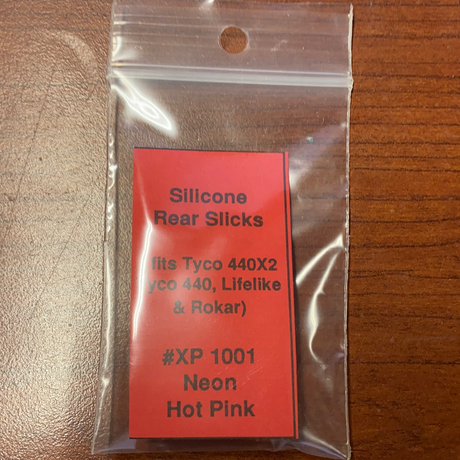 Silicone
Rear Slicks
fits Tyco 440X2
yco 440, Lifelike
& Rokar)
#XP 1001
Neon
Hot Pink